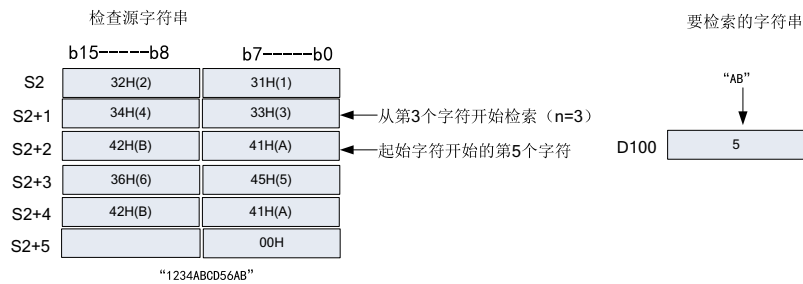 检查源字符串
要检索的字符串
b15-----b8 b7-----b0
S2 32H(2) 31H(1)
“AB”
S2+1 34H(4) 33H(3) 从第3个字符开始检索（n=3）
S2+2 42H(B) 41H(A) 起始字符开始的第5个字符
D100 5
S2+3 36H(6) 45H(5)
S2+4 42H(B) 41H(A)
S2+5 00H
“1234ABCD56AB”